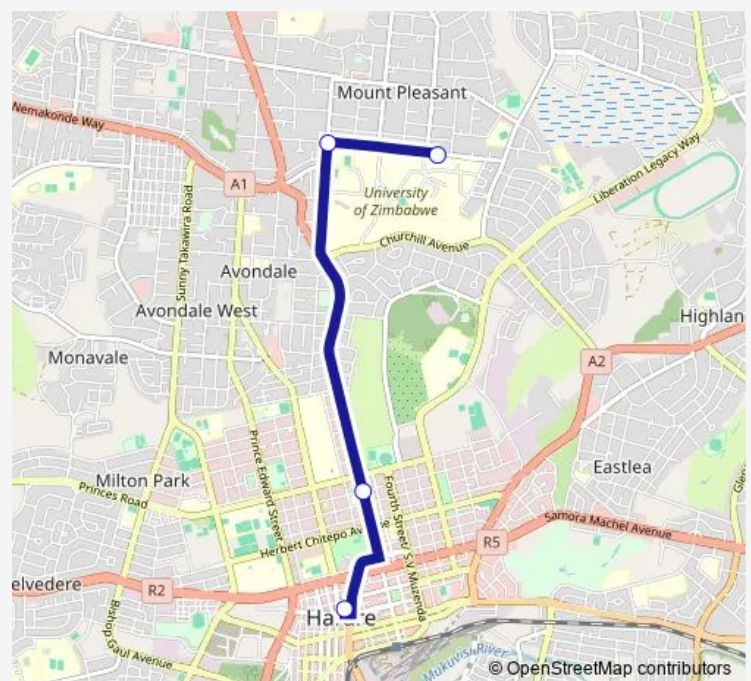 Mount Pleasant
Nemakonde Way
Liberation Legacy Way
A1
University
of Zimbabwe
Sunny Takawira Road
Churchill Avenue
Avondale
Avondale West
Highlan
Monavale
A2
Prince Edward Street
Eastlea
Milton Park
Princes Road
Fourth Street/ S.V. Muzenda
Samora Machel Avenue
Herbert Chitepo Av
R5
elvedere
R2
Harare
Bishop Gaul Avenue
Mukuvisi River
© OpenStreetMap contributors